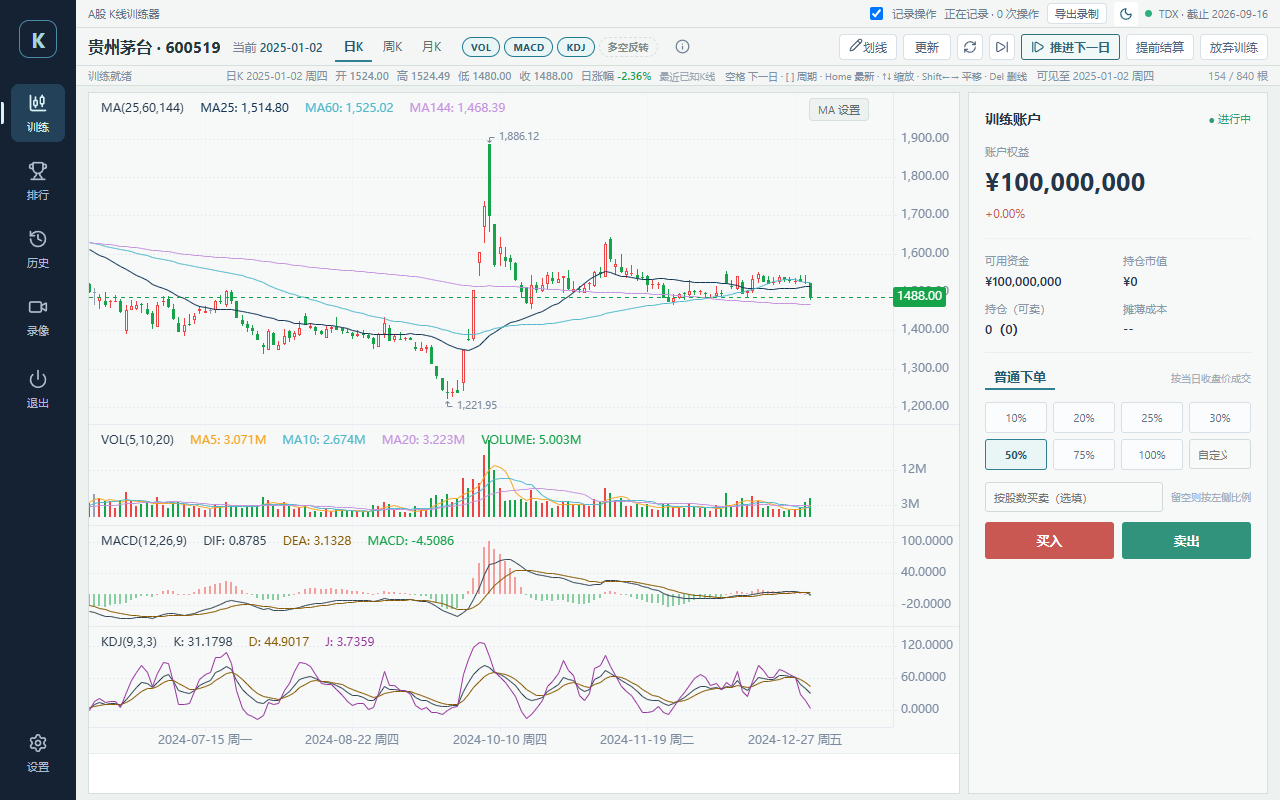 K
训练
排行
历史
录像
退出
设置
A股 K线训练器
记录操作 正在记录 · 0 次操作 导出录制 TDX · 截止 2026-09-16
贵州茅台 · 600519 当前 2025-01-02 日K 周K 月K VOL MACD KDJ 多空反转 划线 更新 推进下一日 提前结算 放弃训练
训练就绪 日K 2025-01-02 周四 开 1524.00 高 1524.49 低 1480.00 收 1488.00 日涨幅 -2.36% 最近已知K线 空格 下一日 · [ ] 周期 · Home 最新 · ↑↓ 缩放 · Shift←→ 平移 · Del 删线 可见至 2025-01-02 周四 154 / 840 根
MA(25,60,144) MA25: 1,514.80 MA60: 1,525.02 MA144: 1,468.39 MA 设置
1,886.12
1,221.95
1,900.00
1,800.00
1,700.00
1,600.00
1488.00
1,400.00
1,300.00
1,200.00
VOL(5,10,20) MA5: 3.071M MA10: 2.674M MA20: 3.223M VOLUME: 5.003M
12M
3M
MACD(12,26,9) DIF: 0.8785 DEA: 3.1328 MACD: -4.5086
100.0000
40.0000
-20.0000
KDJ(9,3,3) K: 31.1798 D: 44.9017 J: 3.7359
120.0000
60.0000
0.0000
2024-07-15 周一 2024-08-22 周四 2024-10-10 周四 2024-11-19 周二 2024-12-27 周五
训练账户 进行中
账户权益
¥100,000,000
+0.00%
可用资金 持仓市值
¥100,000,000 ¥0
持仓（可卖） 摊薄成本
0（0） --
普通下单 按当日收盘价成交
10% 20% 25% 30%
50% 75% 100% 自定义
按股数买卖（选填） 留空则按左侧比例
买入 卖出